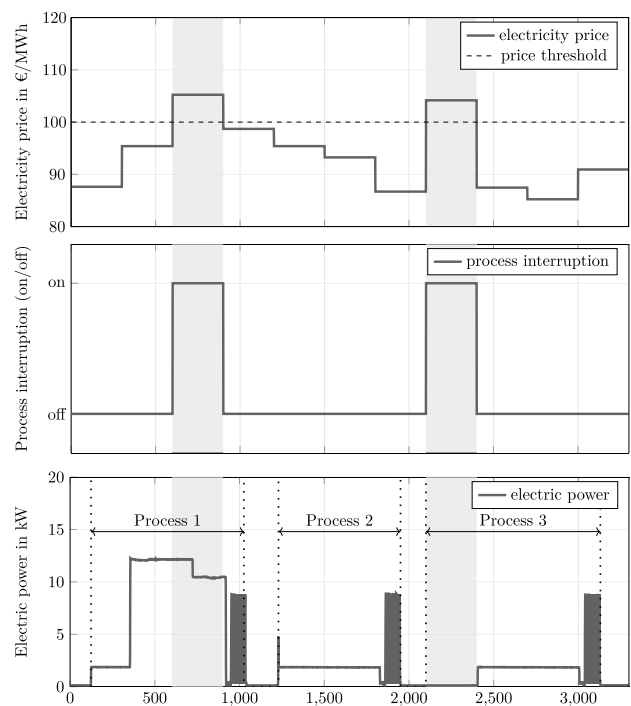 120
110
100
90
80
Electricity price in €/MWh
electricity price
price threshold
on
off
Process interruption (on/off)
process interruption
20
15
10
5
0
Electric power in kW
electric power
Process 1
Process 2
Process 3
0 500 1,000 1,500 2,000 2,500 3,000